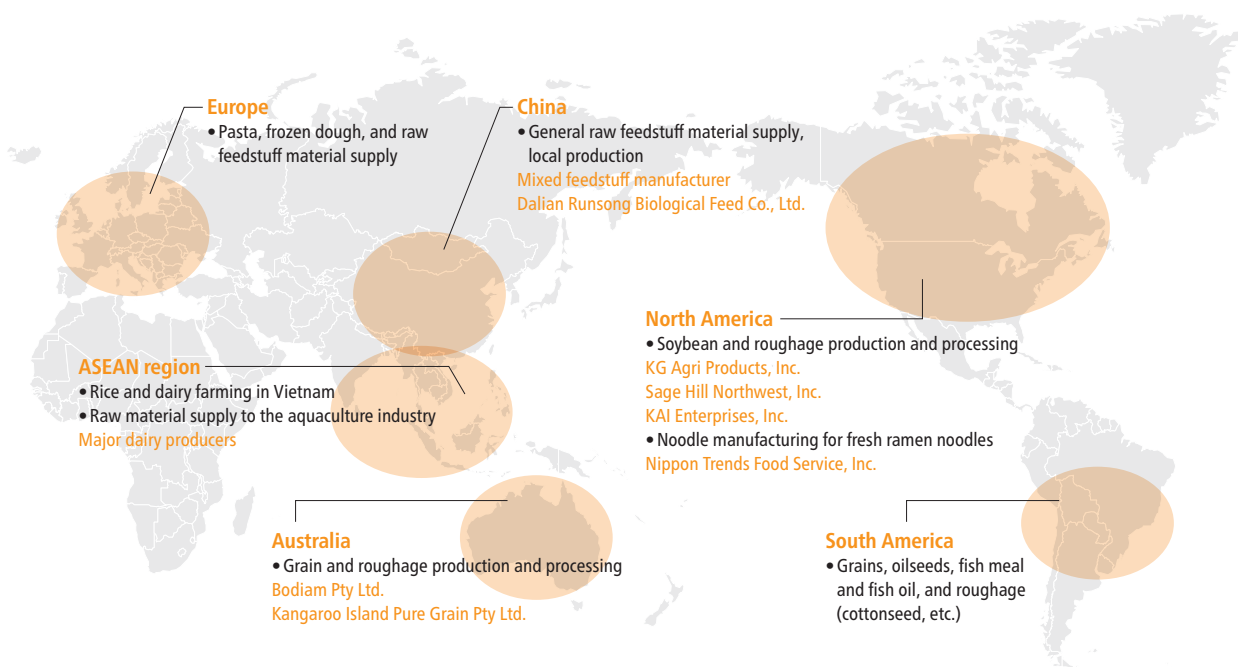 Europe
• Pasta, frozen dough, and raw
feedstuff material supply
China
• General raw feedstuff material supply,
local production
Mixed feedstuff manufacturer
Dalian Runsong Biological Feed Co., Ltd.
ASEAN region
• Rice and dairy farming in Vietnam
• Raw material supply to the aquaculture industry
Major dairy producers
North America
• Soybean and roughage production and processing
KG Agri Products, Inc.
Sage Hill Northwest, Inc.
KAI Enterprises, Inc.
• Noodle manufacturing for fresh ramen noodles
Nippon Trends Food Service, Inc.
Australia
• Grain and roughage production and processing
Bodiam Pty Ltd.
Kangaroo Island Pure Grain Pty Ltd.
South America
• Grains, oilseeds, fish meal
and fish oil, and roughage
(cottonseed, etc.)